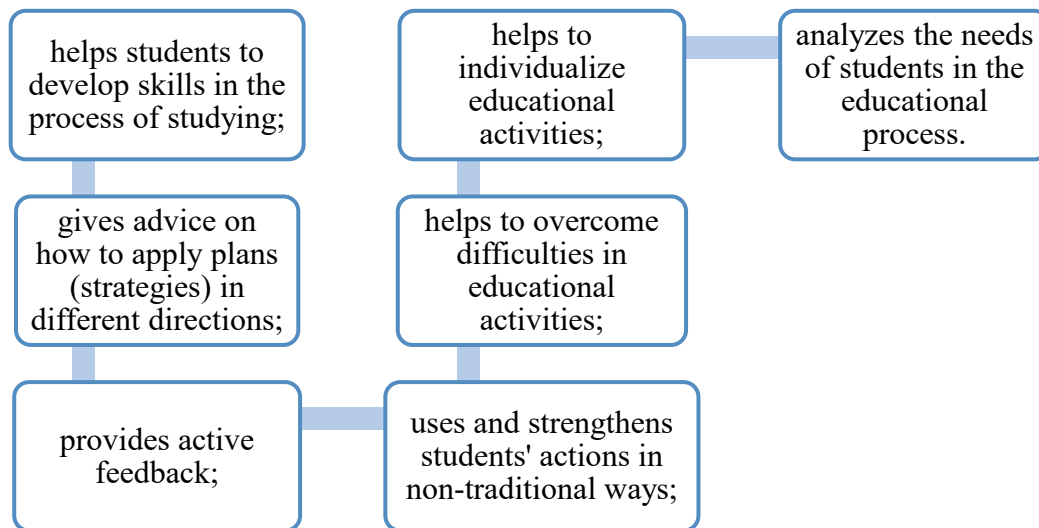 helps students to
develop skills in the
process of studying;
gives advice on
how to apply plans
(strategies) in
different directions;
provides active
feedback;
uses and strengthens
students' actions in
non-traditional ways;
helps to overcome
difficulties in
educational
activities;
helps to
individualize
educational
activities;
analyzes the needs
of students in the
educational
process.